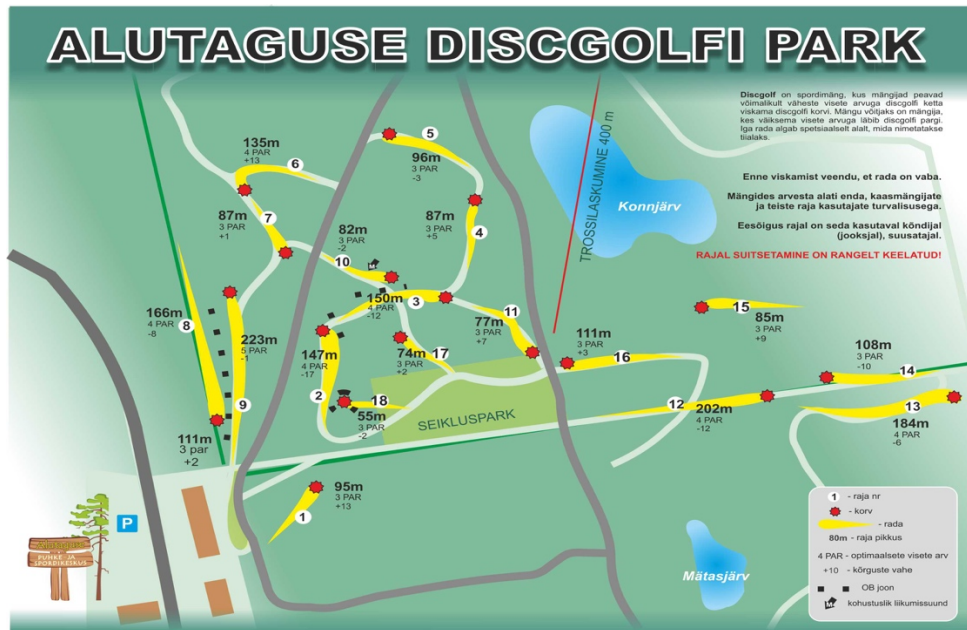 ALUTAGUSE DISCGOLFI PARK
Discgolf on spordimäng, kus mängijad peavad
võimalikult väheste visete arvuga discgolfi ketta
viskama discgolfi korvi. Mängu võitjaks on mängija,
kes väiksema visete arvuga läbib discgolfi pargi.
Iga rada algab spetsiaalselt alalt, mida nimetatakse
tiialaks.
Enne viskamist veendu, et rada on vaba.
Mängides arvesta alati enda, kaasmängijate
ja teiste raja kasutajate turvalisusega.
Eesõigus rajal on seda kasutaval kõndijal
(jooksjal), suusatajal.
RAJAL SUITSETAMINE ON RANGELT KEELATUD!
TROSSILASKUMINE 400 m
Konnjärv
135m
4 PAR
+13
6
5
96m
3 PAR
-3
87m
3 PAR
+1
7
82m
3 PAR
-2
10
87m
3 PAR
+5
4
166m
4 PAR
-8
8
223m
5 PAR
-1
9
150m
4 PAR
-12
3
11
77m
3 PAR
+7
147m
4 PAR
-17
2
74m
3 PAR
+2
17
111m
3 PAR
+3
16
15
85m
3 PAR
+9
108m
3 PAR
-10
14
18
55m
3 PAR
-2
SEIKLUSPARK
12
202m
4 PAR
-12
13
184m
4 PAR
-6
111m
3 par
+2
95m
3 PAR
+13
1
P
Alutaguse
PUHKE- JA
SPORDIKESKUS
Mätasjärv
1 - raja nr
- korv
- rada
80m - raja pikkus
4 PAR - optimaalsete visete arv
+10 - kõrguste vahe
OB joon
kohustuslik liikumissuund